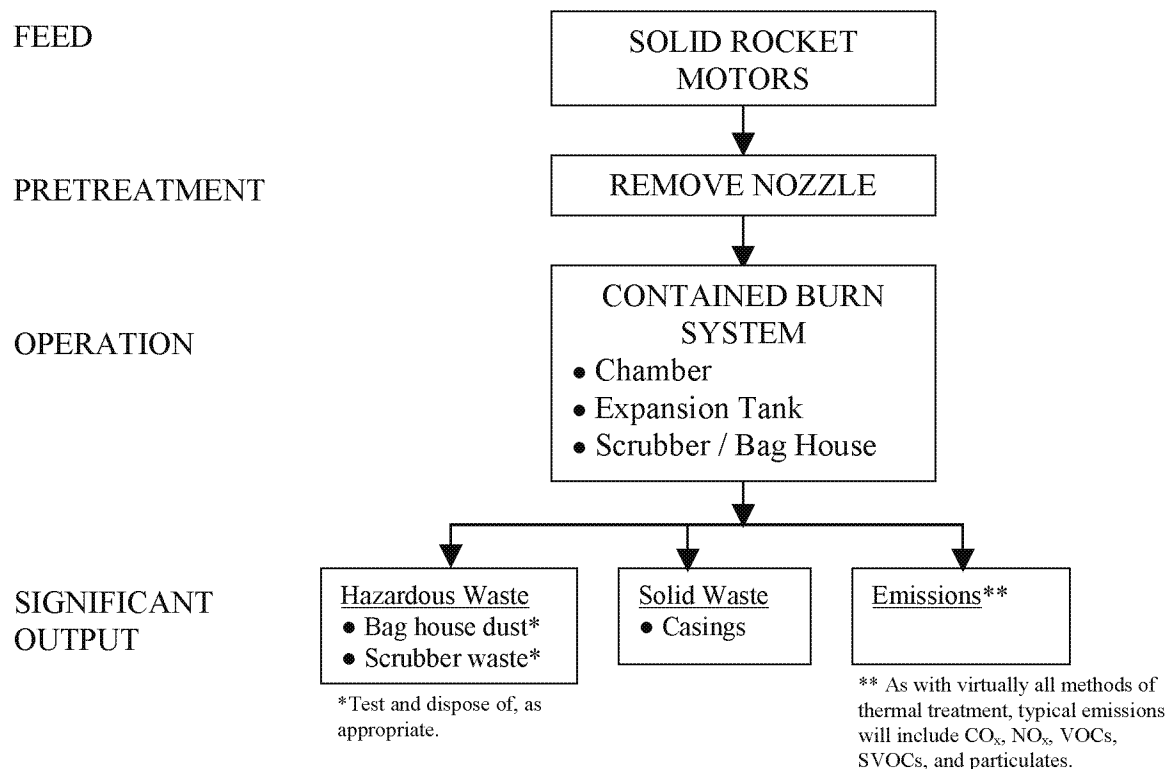 FEED
SOLID ROCKET
MOTORS
PRETREATMENT
REMOVE NOZZLE
OPERATION
CONTAINED BURN
SYSTEM
● Chamber
● Expansion Tank
● Scrubber / Bag House
SIGNIFICANT
OUTPUT
Hazardous Waste
● Bag house dust*
● Scrubber waste*
*Test and dispose of, as
appropriate.
Solid Waste
● Casings
Emissions**
** As with virtually all methods of
thermal treatment, typical emissions
will include COₓ, NOₓ, VOCs,
SVOCs, and particulates.